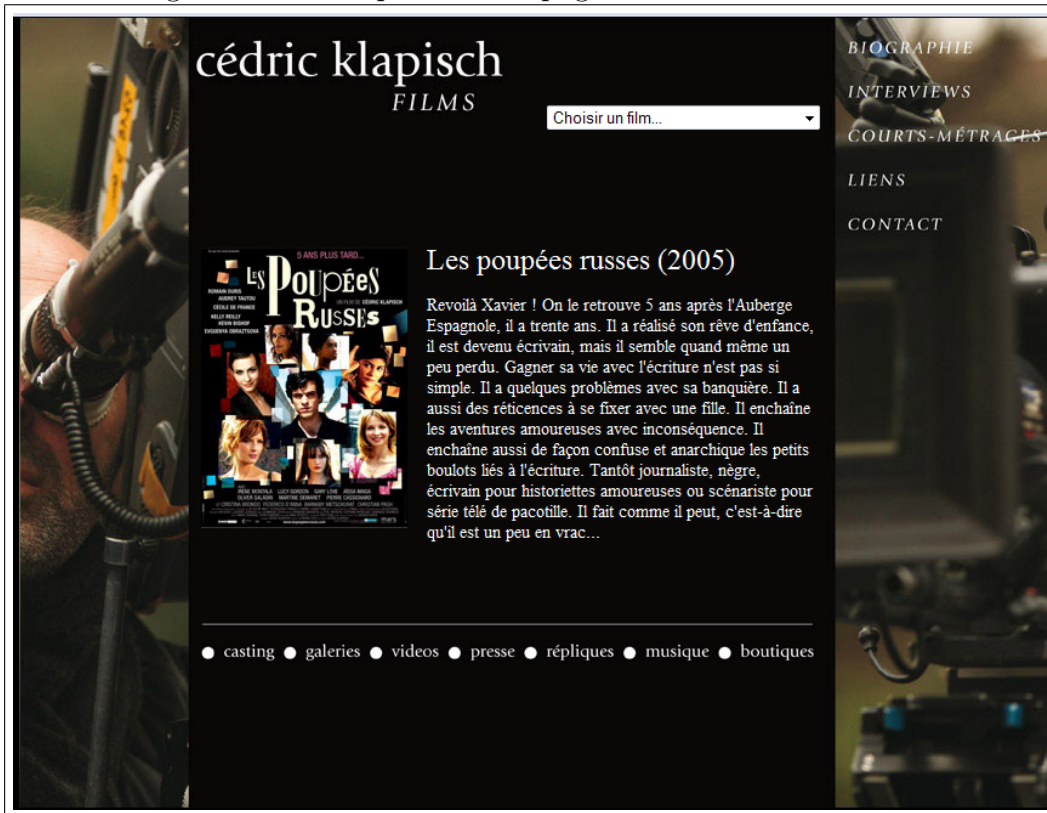 cédric klapisch
FILMS
Choisir un film...
BIOGRAPHIE
INTERVIEWS
COURTS-MÉTRAGES
LIENS
CONTACT
5 ANS PLUS TARD...
LES POUPÉES
RUSSES
UN FILM DE CÉDRIC KLAPISCH
ROMAIN DURIS
AUDREY TAUTOU
CÉCILE DE FRANCE
KELLY REILLY
KEVIN BISHOP
EVGUENYA OBRAZTSOVA
Les poupées russes (2005)
Revoilà Xavier ! On le retrouve 5 ans après l'Auberge
Espagnole, il a trente ans. Il a réalisé son rêve d'enfance,
il est devenu écrivain, mais il semble quand même un
peu perdu. Gagner sa vie avec l'écriture n'est pas si
simple. Il a quelques problèmes avec sa banquière. Il a
aussi des réticences à se fixer avec une fille. Il enchaîne
les aventures amoureuses avec inconséquence. Il
enchaîne aussi de façon confuse et anarchique les petits
boulots liés à l'écriture. Tantôt journaliste, nègre,
écrivain pour historiettes amoureuses ou scénariste pour
série télé de pacotille. Il fait comme il peut, c'est-à-dire
qu'il est un peu en vrac...
casting galeries videos presse répliques musique boutiques